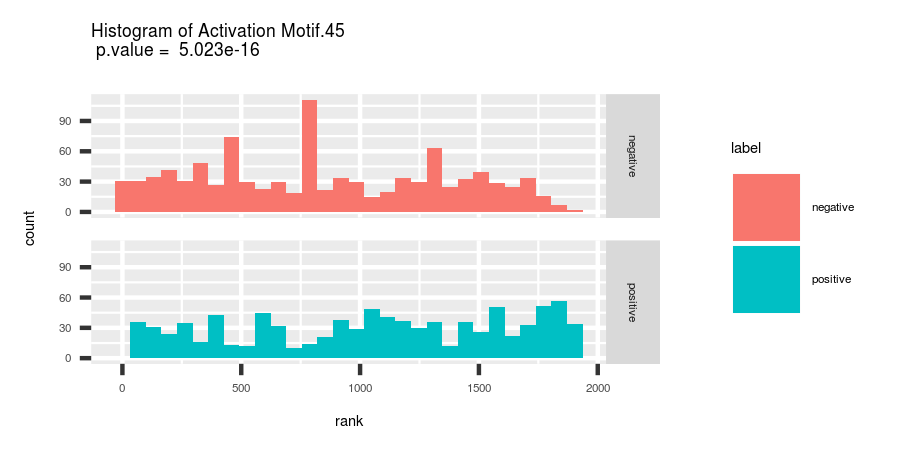 Histogram of Activation Motif.45
p.value = 5.023e-16
count
90
60
30
0
negative
90
60
30
0
positive
0 500 1000 1500 2000
rank
label
negative
positive